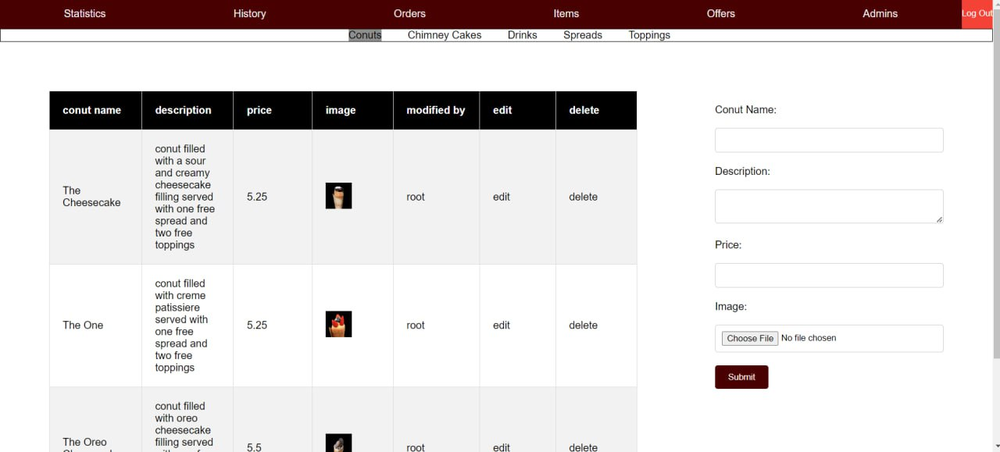 Statistics History Orders Items Offers Admins Log Out
Conuts Chimney Cakes Drinks Spreads Toppings
conut name description price image modified by edit delete
The
Cheesecake
conut filled
with a sour
and creamy
cheesecake
filling served
with one free
spread and
two free
toppings
5.25
root
edit
delete
The One
conut filled
with creme
patissiere
served with
one free
spread and
two free
toppings
5.25
root
edit
delete
The Oreo
conut filled
with oreo
cheesecake
filling served
5.5
root
edit
delete
Conut Name:
Description:
Price:
Image:
Choose File No file chosen
Submit